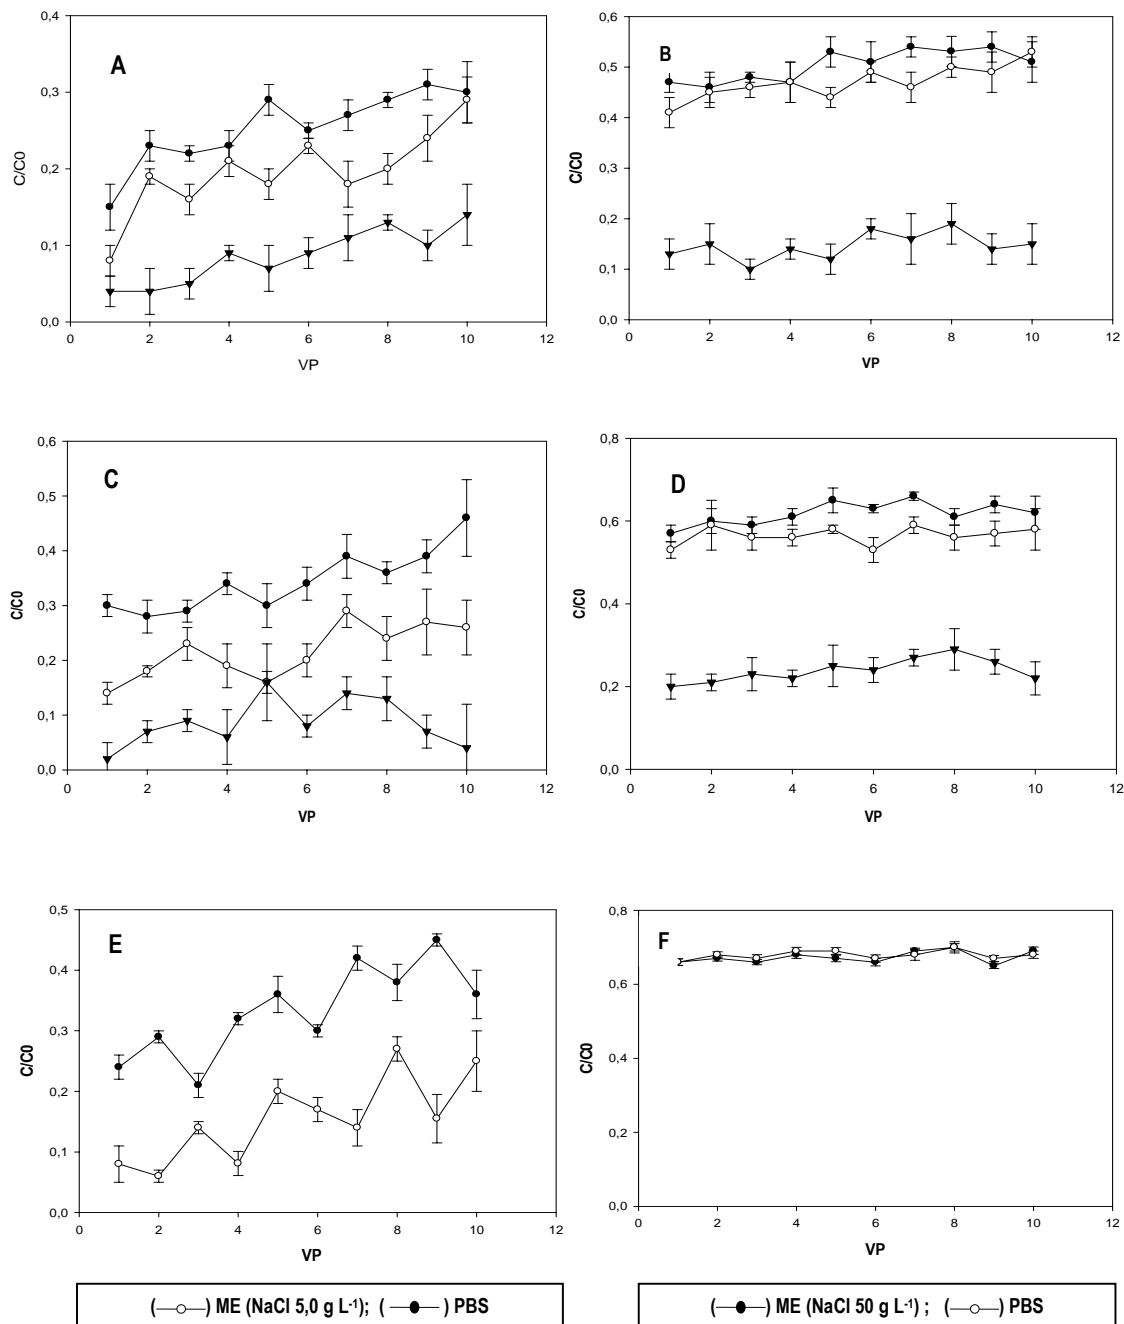 A
0,4
0,3
0,2
0,1
0,0
C/C0
0 2 4 6 8 10 12
VP
B
0,6
0,5
0,4
0,3
0,2
0,1
0,0
C/C0
0 2 4 6 8 10 12
VP
C
0,6
0,5
0,4
0,3
0,2
0,1
0,0
C/C0
0 2 4 6 8 10 12
VP
D
0,8
0,6
0,4
0,2
0,0
C/C0
0 2 4 6 8 10 12
VP
E
0,5
0,4
0,3
0,2
0,1
0,0
C/C0
0 2 4 6 8 10 12
VP
F
0,8
0,6
0,4
0,2
0,0
C/C0
0 2 4 6 8 10 12
VP
(—○—) ME (NaCl 5,0 g L⁻¹); (—●—) PBS
(—●—) ME (NaCl 50 g L⁻¹) ; (—○—) PBS